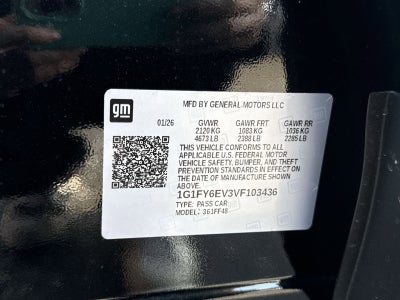 gm
MFD BY GENERAL MOTORS LLC
01/26 GVWR GAWR FRT GAWR RR
2120 KG 1083 KG 1036 KG
4673 LB 2388 LB 2285 LB
THIS VEHICLE CONFORMS TO ALL
APPLICABLE U.S. FEDERAL MOTOR
VEHICLE SAFETY, BUMPER, AND THEFT
PREVENTION STANDARDS IN EFFECT ON
THE DATE OF MANUFACTURE SHOWN
ABOVE.
1G1FY6EV3VF103436
TYPE: PASS CAR
MODEL: 1FF48